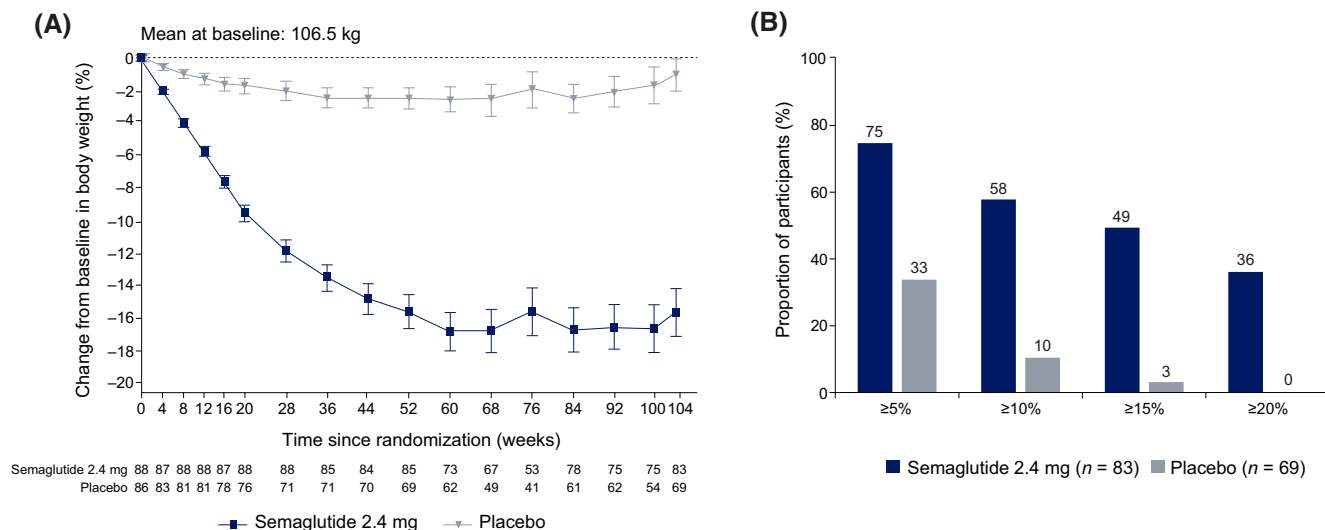 (A)
Mean at baseline: 106.5 kg
Change from baseline in body weight (%)
0
–2
–4
–6
–8
–10
–12
–14
–16
–18
–20
0 4 8 12 16 20 28 36 44 52 60 68 76 84 92 100 104
Time since randomization (weeks)
Semaglutide 2.4 mg 88 87 88 88 87 88 88 85 84 85 73 67 53 78 75 75 83
Placebo 86 83 81 81 78 76 71 71 70 69 62 49 41 61 62 54 69
Semaglutide 2.4 mg Placebo
(B)
Proportion of participants (%)
100
80
60
40
20
0
75 33 58 10 49 3 36 0
≥5% ≥10% ≥15% ≥20%
Semaglutide 2.4 mg (n = 83) Placebo (n = 69)